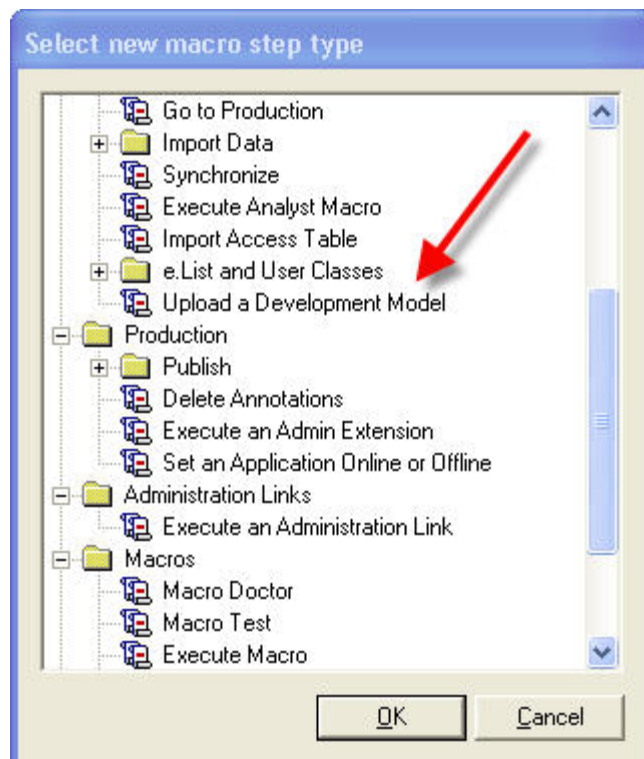 Select new macro step type
Go to Production
Import Data
Synchronize
Execute Analyst Macro
Import Access Table
e.List and User Classes
Upload a Development Model
Production
Publish
Delete Annotations
Execute an Admin Extension
Set an Application Online or Offline
Administration Links
Execute an Administration Link
Macros
Macro Doctor
Macro Test
Execute Macro
OK Cancel